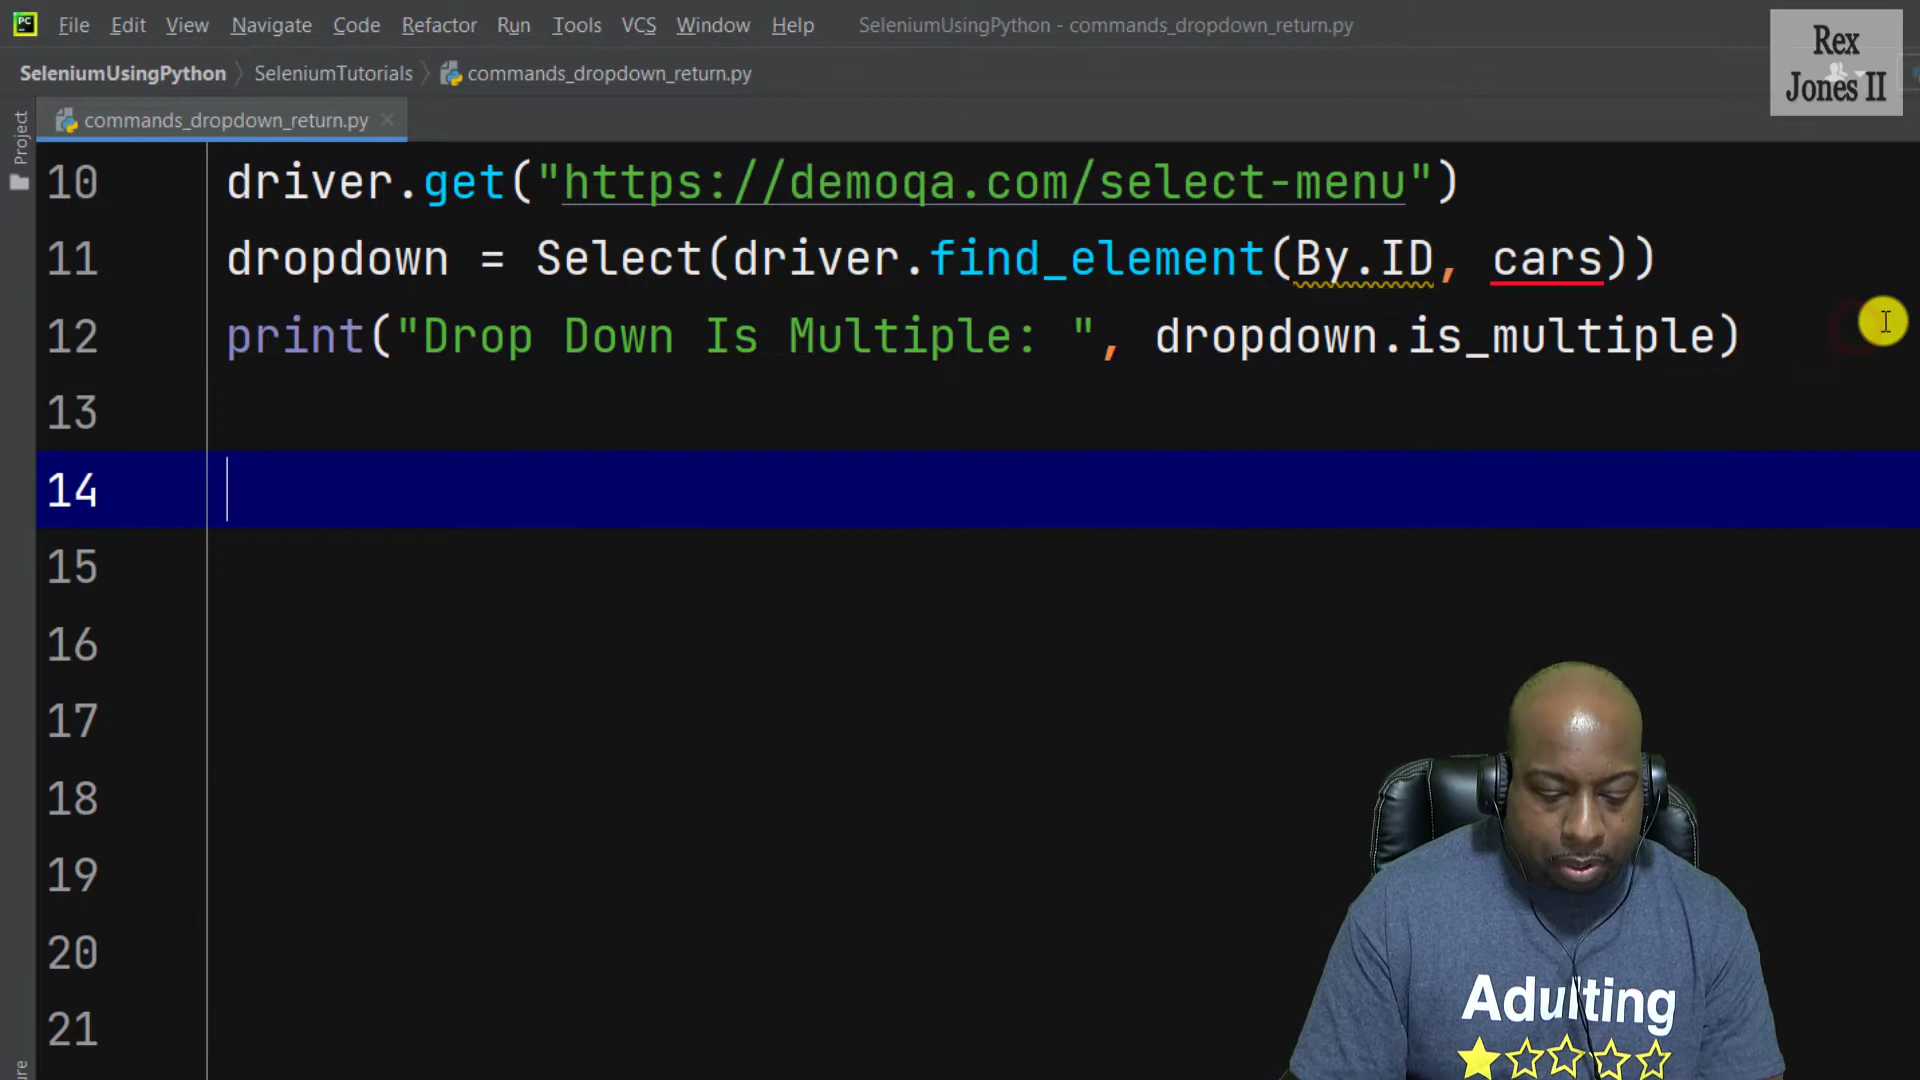 File Edit View Navigate Code Refactor Run Tools VCS Window Help SeleniumUsingPython - commands_dropdown_return.py
Rex
Jones II
SeleniumUsingPython SeleniumTutorials commands_dropdown_return.py
Project
commands_dropdown_return.py
10 driver.get("https://demoqa.com/select-menu")
11 dropdown = Select(driver.find_element(By.ID, cars))
12 print("Drop Down Is Multiple: ", dropdown.is_multiple)
13
14
15
16
17
18
19
20
21
Adulting